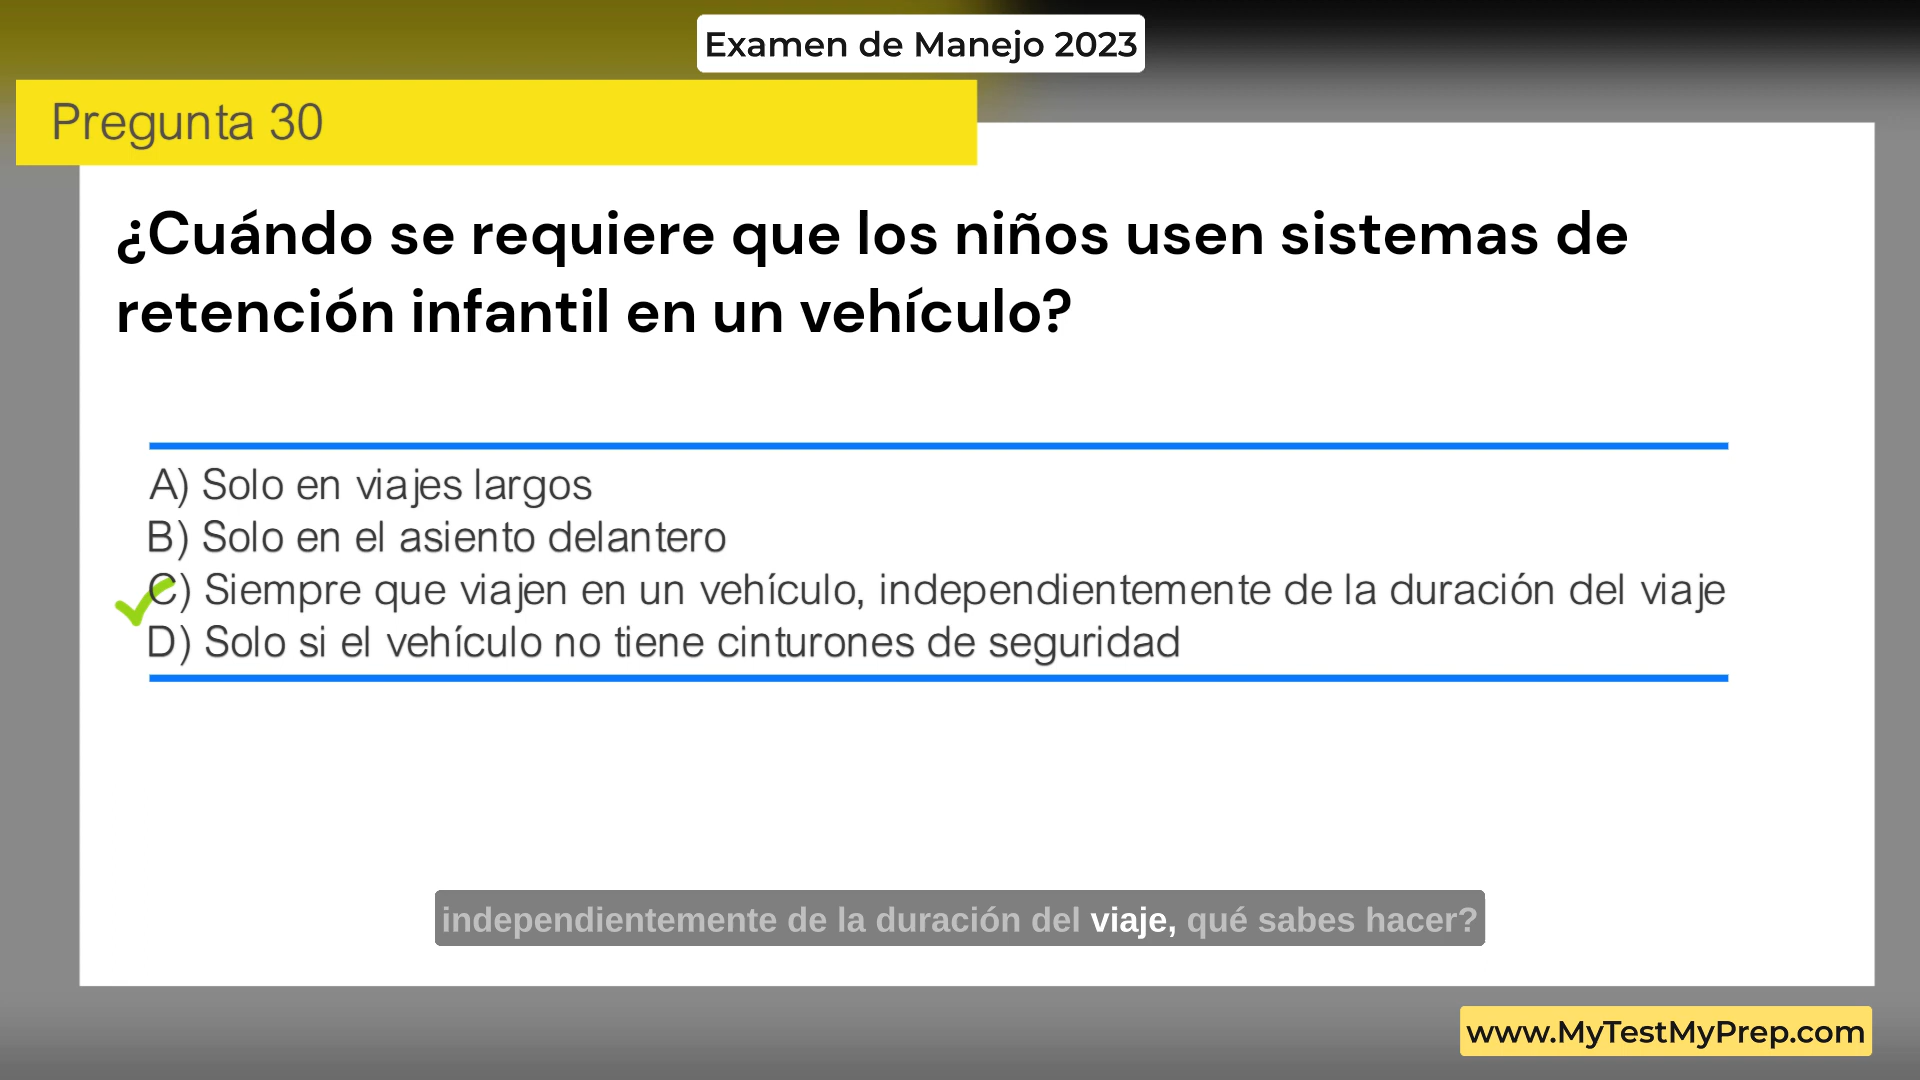 Examen de Manejo 2023
Pregunta 30
¿Cuándo se requiere que los niños usen sistemas de
retención infantil en un vehículo?
A) Solo en viajes largos
B) Solo en el asiento delantero
C) Siempre que viajen en un vehículo, independientemente de la duración del viaje
D) Solo si el vehículo no tiene cinturones de seguridad
independientemente de la duración del viaje, qué sabes hacer?
www.MyTestMyPrep.com